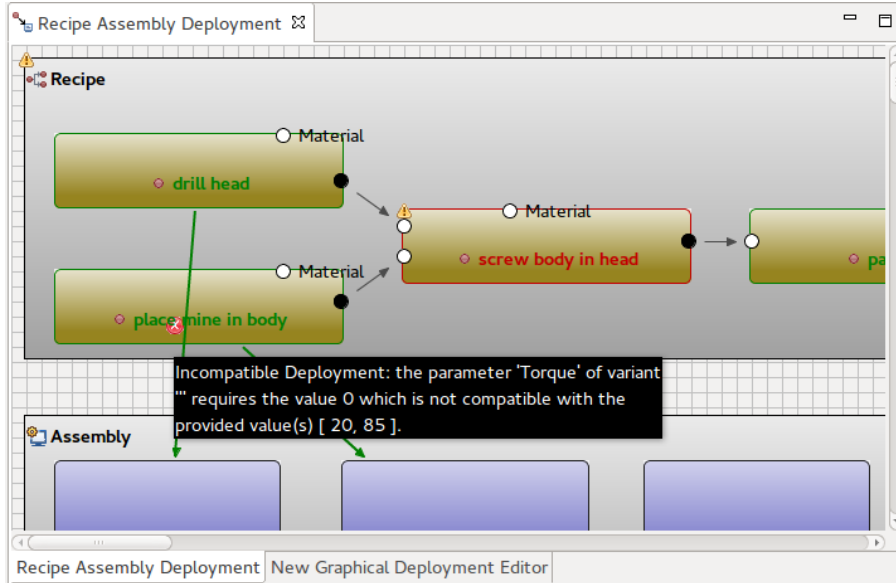 Recipe Assembly Deployment
Recipe
Material
drill head
Material
screw body in head
Material
place mine in body
Incompatible Deployment: the parameter 'Torque' of variant
''' requires the value 0 which is not compatible with the
provided value(s) [ 20, 85 ].
Assembly
Recipe Assembly Deployment
New Graphical Deployment Editor